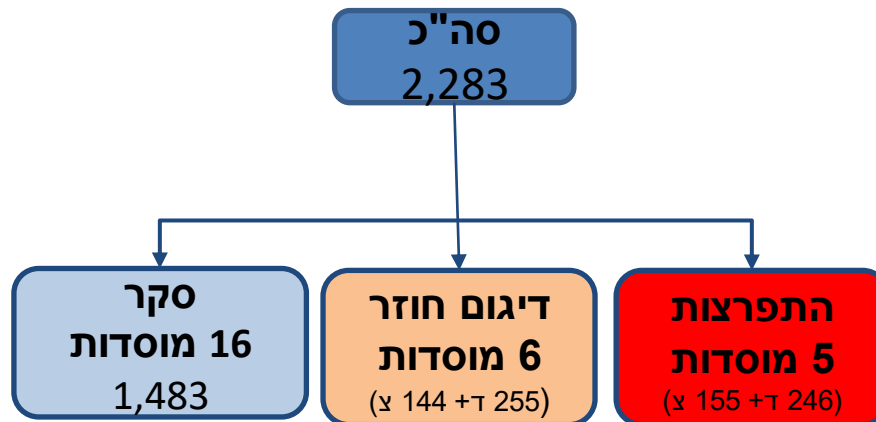 סה"כ
2,283
התפרצות
5 מוסדות
(246 ד+ 155 צ)
דיגום חוזר
6 מוסדות
(255 ד+ 144 צ)
סקר
16 מוסדות
1,483